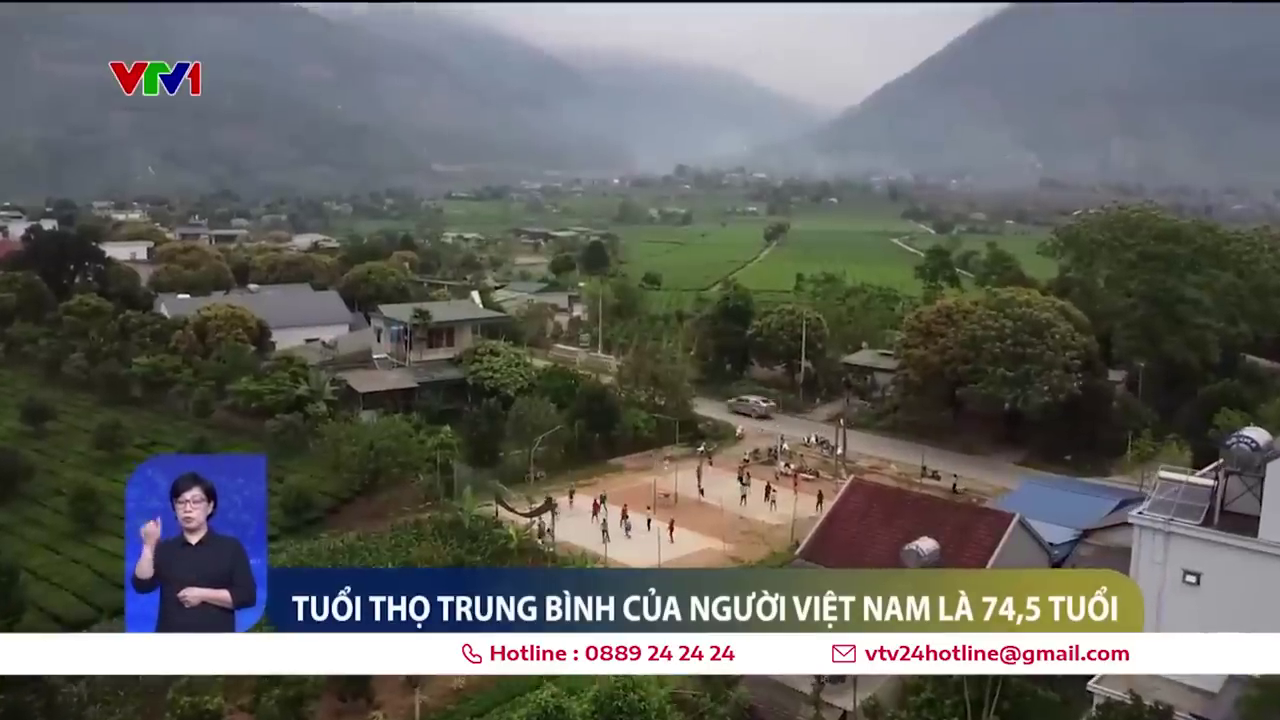 VTV1
TUỔI THỌ TRUNG BÌNH CỦA NGƯỜI VIỆT NAM LÀ 74,5 TUỔI
Hotline : 0889 24 24 24
vtv24hotline@gmail.com